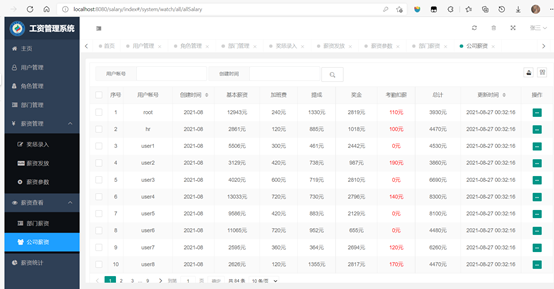 localhost:8080/salary/index#/system/watch/all/allSalary
工资管理系统
张三
主页
用户管理
角色管理
部门管理
薪资管理
奖惩录入
薪资发放
薪资参数
薪资查看
部门薪资
公司薪资
薪资统计
首页 用户管理 角色管理 部门管理 奖惩录入 薪资发放 薪资参数 部门薪资 公司薪资
用户帐号 创建时间
序号 用户帐号 创建时间 基本薪资 加班费 提成 奖金 考勤扣薪 总计 更新时间 操作
1 root 2021-08 12943元 240元 1330元 2819元 110元 3930元 2021-08-27 00:32:16
2 hr 2021-08 2861元 120元 885元 1018元 100元 4470元 2021-08-27 00:32:16
3 user1 2021-08 5506元 300元 461元 2442元 0元 4530元 2021-08-27 00:32:16
4 user2 2021-08 3129元 420元 738元 987元 190元 3860元 2021-08-27 00:32:16
5 user3 2021-08 4020元 600元 719元 2810元 0元 6690元 2021-08-27 00:32:16
6 user4 2021-08 13033元 720元 730元 2796元 140元 8300元 2021-08-27 00:32:16
7 user5 2021-08 9586元 420元 883元 2129元 0元 8100元 2021-08-27 00:32:16
8 user6 2021-08 11065元 720元 952元 655元 0元 4480元 2021-08-27 00:32:16
9 user7 2021-08 2595元 360元 364元 2694元 120元 6260元 2021-08-27 00:32:16
10 user8 2021-08 2628元 120元 1355元 2817元 170元 4470元 2021-08-27 00:32:16
1 2 3 … 9 到第 1 页 确定 共 84 条 10 条/页